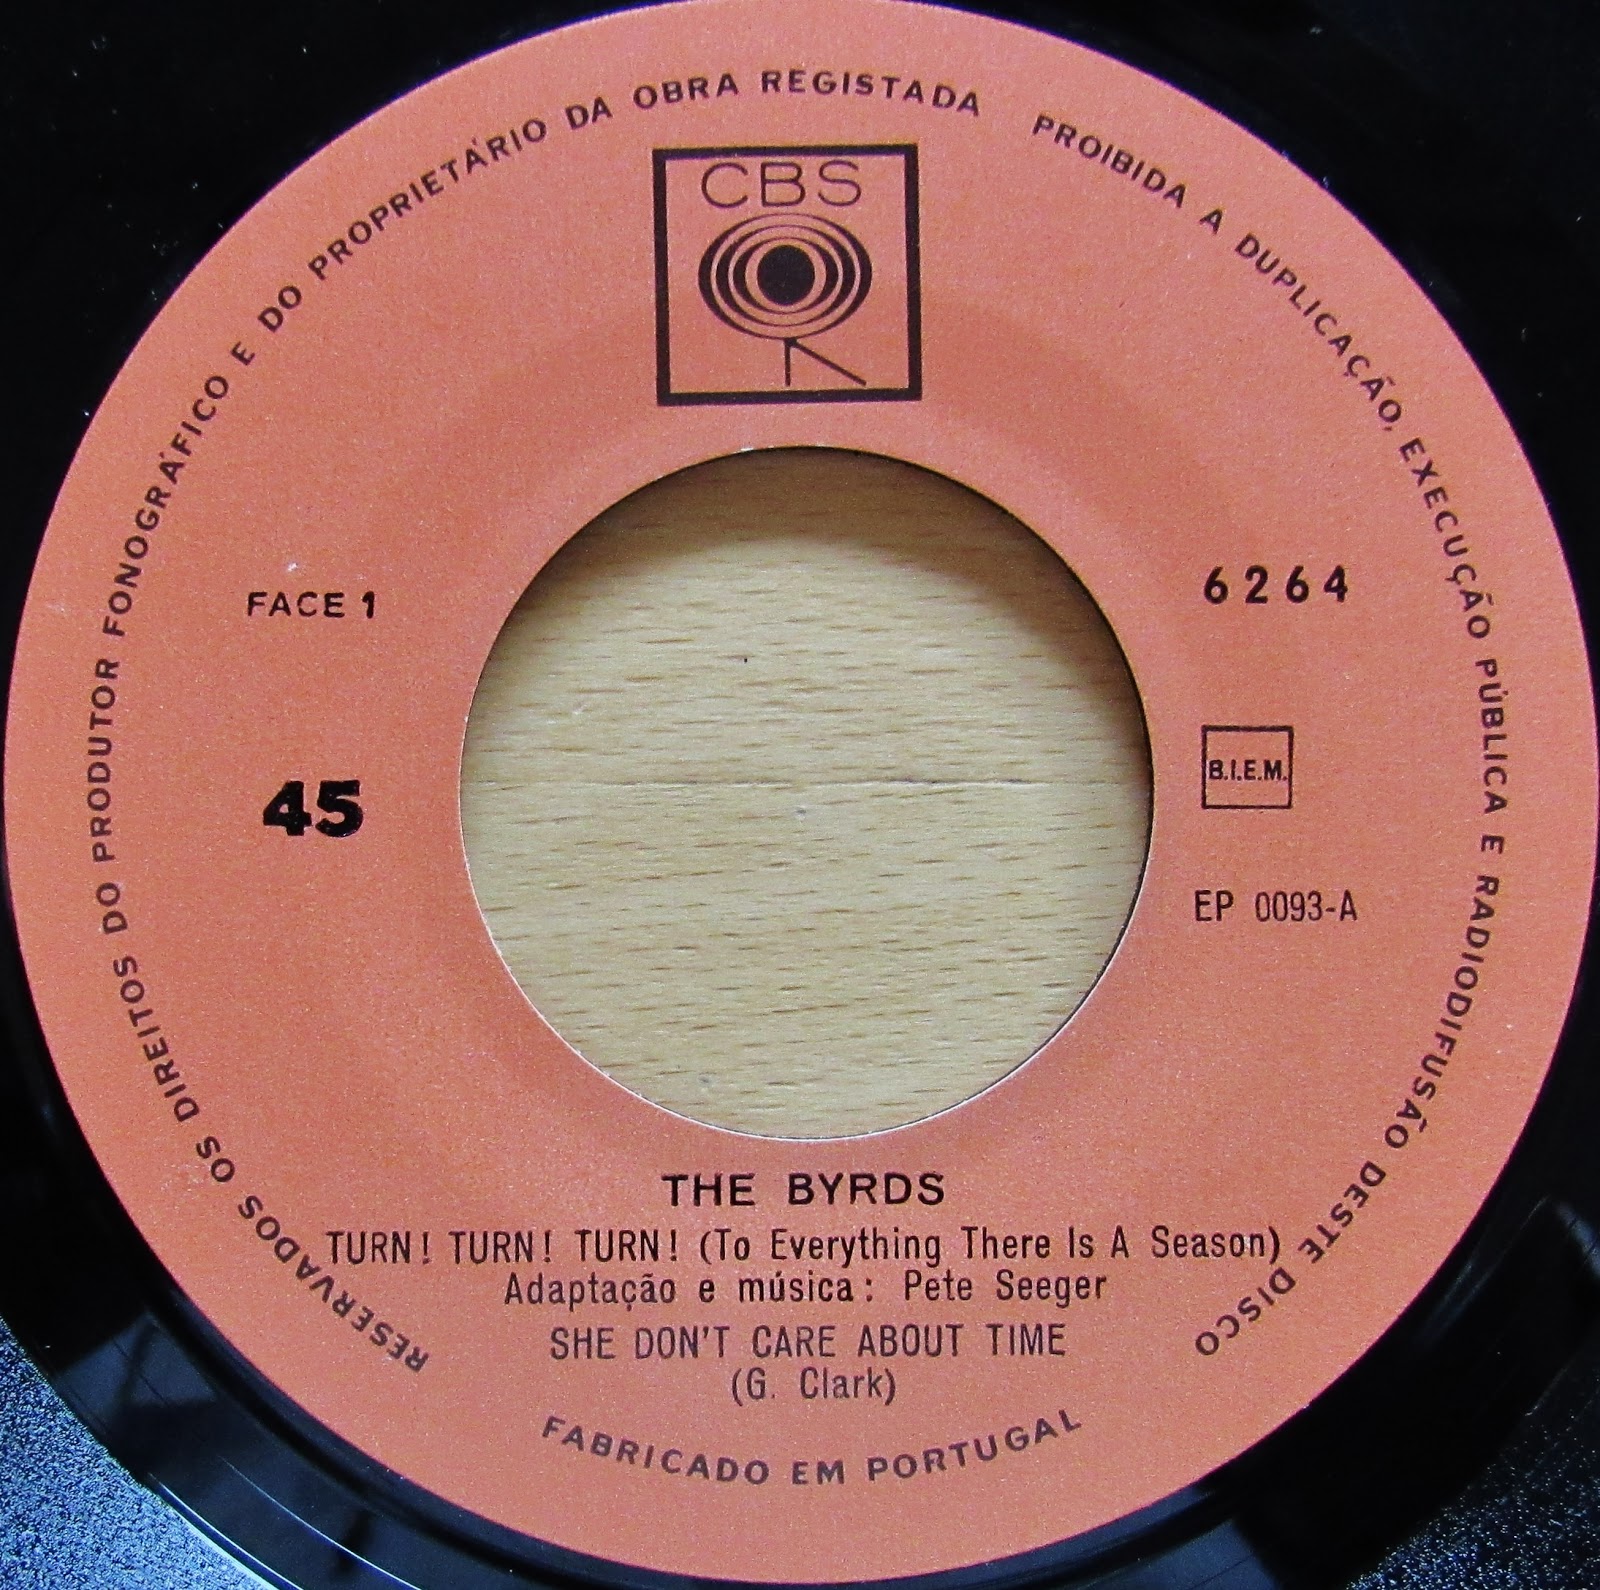 RESERVADOS OS DIREITOS DO PRODUTOR FONOGRÁFICO E DO PROPRIETÁRIO DA OBRA REGISTADA PROIBIDA A DUPLICAÇÃO, EXECUÇÃO PÚBLICA E RADIODIFUSÃO DESTE DISCO
CBS
FACE 1
6264
45
B.I.E.M.
EP 0093-A
THE BYRDS
TURN! TURN! TURN! (To Everything There Is A Season)
Adaptação e música: Pete Seeger
SHE DON'T CARE ABOUT TIME
(G. Clark)
FABRICADO EM PORTUGAL